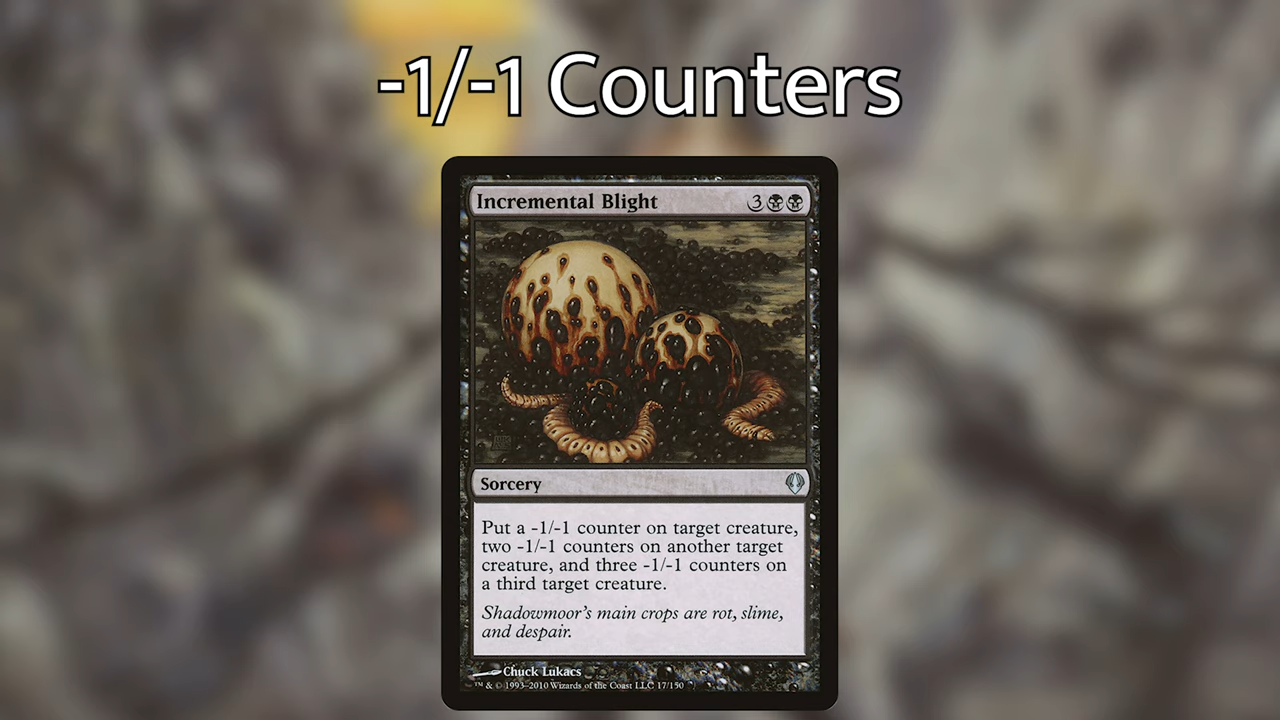 -1/-1 Counters
Incremental Blight 3
Sorcery
Put a -1/-1 counter on target creature,
two -1/-1 counters on another target
creature, and three -1/-1 counters on
a third target creature.
Shadowmoor's main crops are rot, slime,
and despair.
Chuck Lukacs
™ & © 1993–2010 Wizards of the Coast LLC 17/150